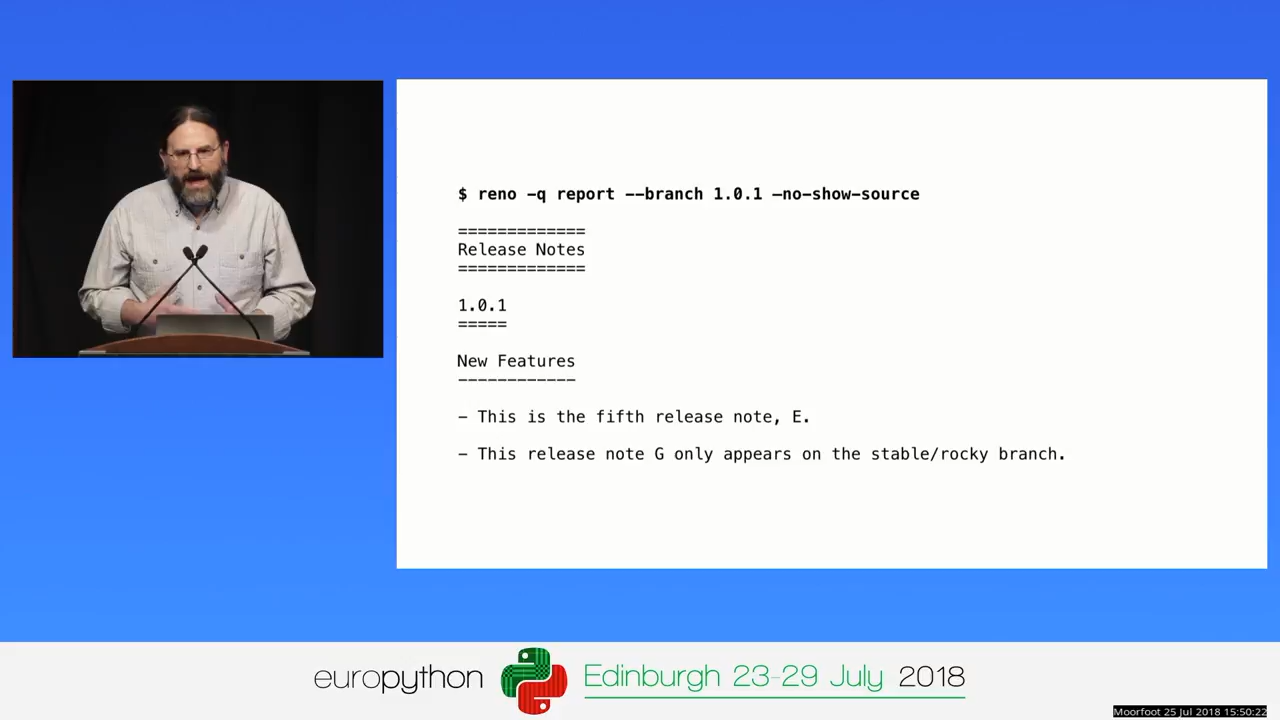 $ reno -q report --branch 1.0.1 —no-show-source
=============
Release Notes
=============
1.0.1
=====
New Features
------------
- This is the fifth release note, E.
- This release note G only appears on the stable/rocky branch.
europython Edinburgh 23-29 July 2018
Moorfoot 25 Jul 2018 15:50:22